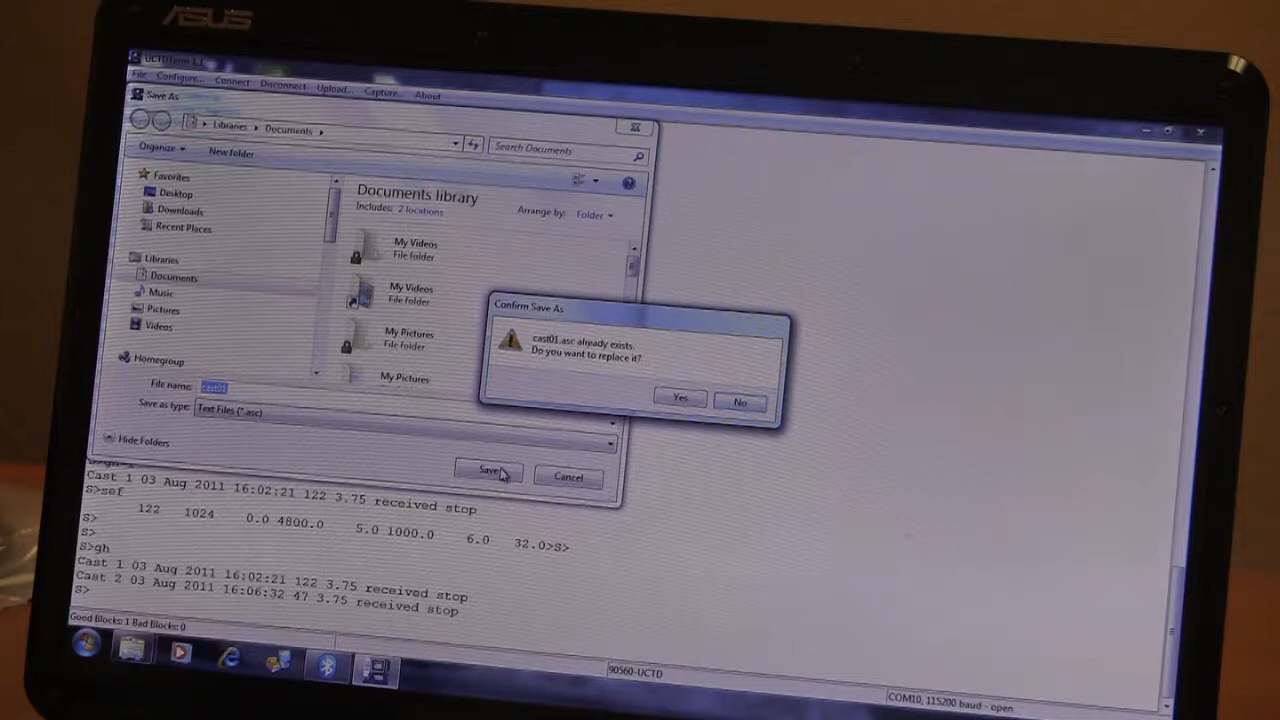 ASUS
UCTDTerm 1.1
File Configure... Connect Disconnect Upload... Capture... About
Save As
Libraries Documents
Search Documents
Organize New folder
Favorites
Desktop
Downloads
Recent Places
Libraries
Documents
Music
Pictures
Videos
Homegroup
Documents library
Includes: 2 locations
Arrange by: Folder
My Videos
File folder
My Videos
File folder
My Pictures
File folder
My Pictures
File name: cast01
Save as type: Text Files (*.asc)
Hide Folders
Save Cancel
Confirm Save As
cast01.asc already exists.
Do you want to replace it?
Yes No
Cast 1 03 Aug 2011 16:02:21 122 3.75 received stop
S>sef
122 1024 0.0 4800.0 5.0 1000.0 6.0 32.0>S>
S>
S>
S>gh
Cast 1 03 Aug 2011 16:02:21 122 3.75 received stop
Cast 2 03 Aug 2011 16:06:32 47 3.75 received stop
S>
Good Blocks: 1 Bad Blocks: 0
90560-UCTD
COM10, 115200 baud - open